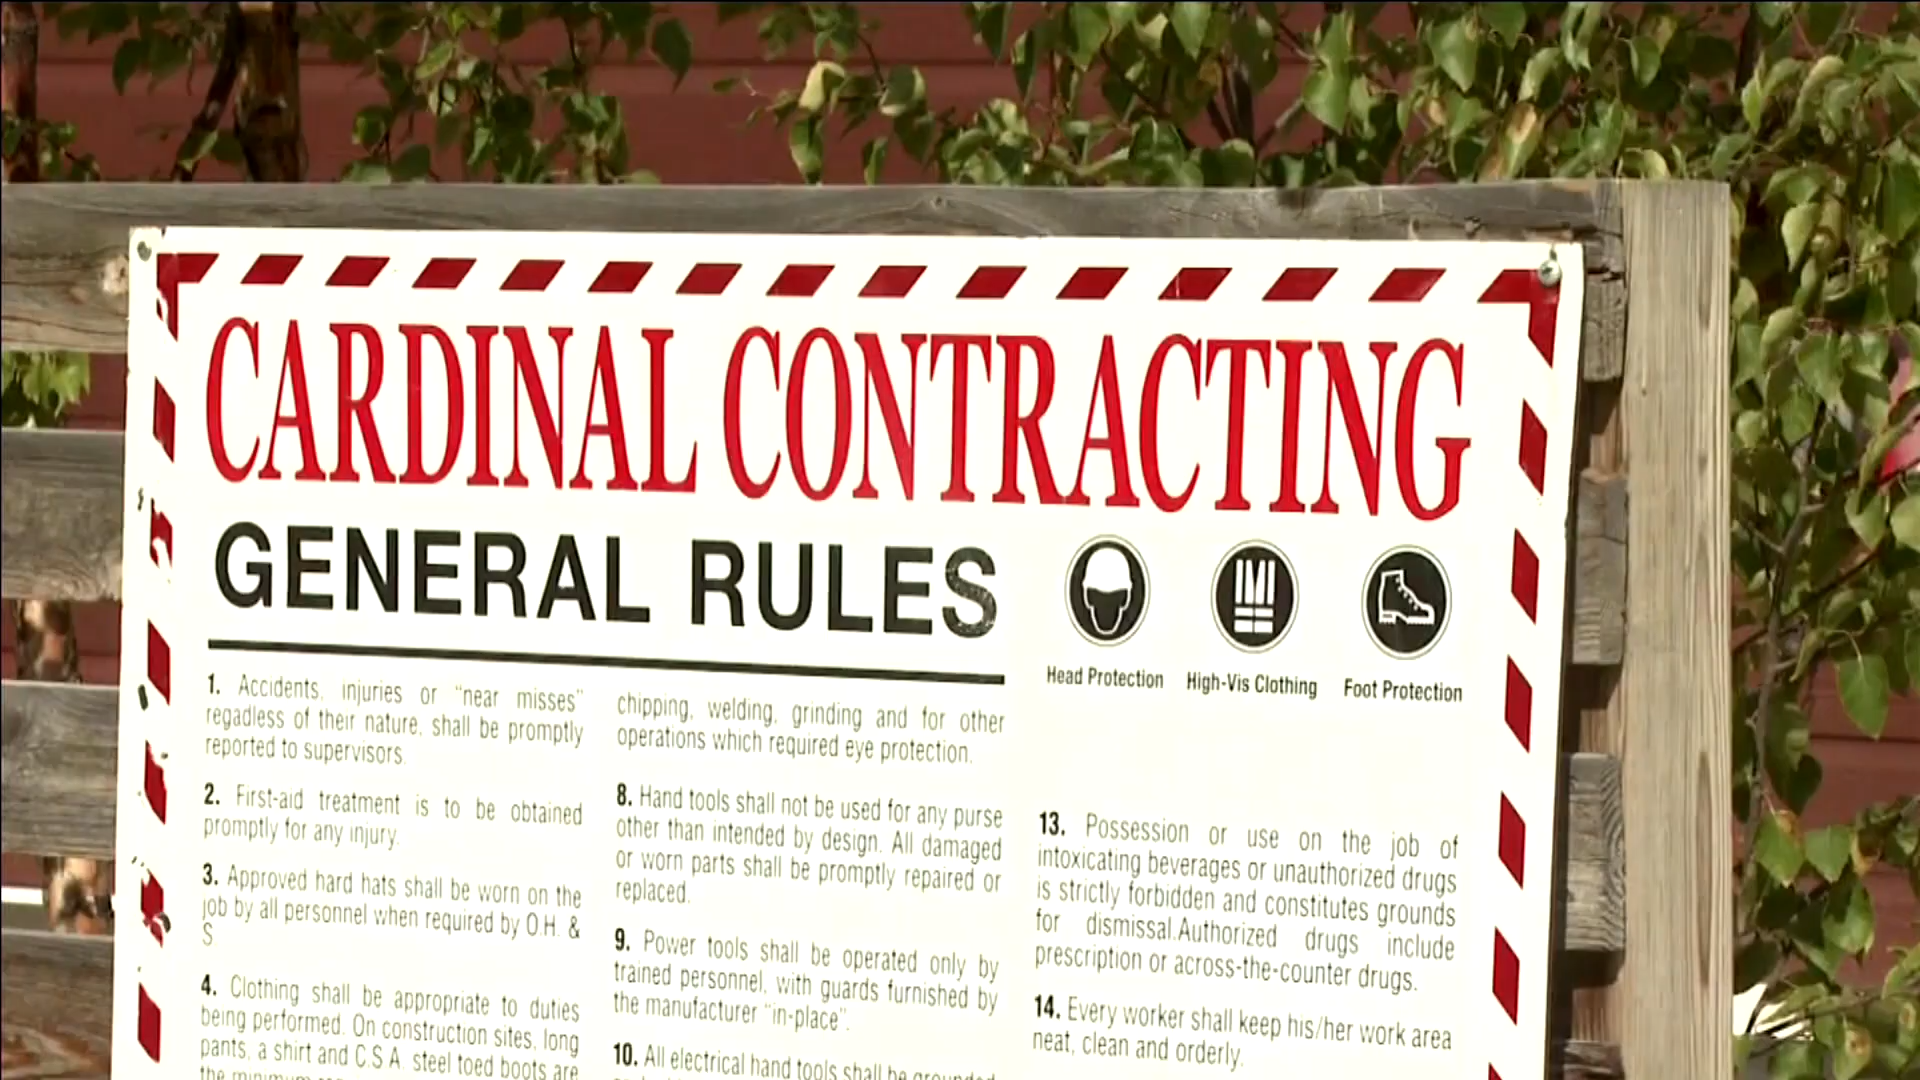 CARDINAL CONTRACTING
GENERAL RULES
Head Protection
High-Vis Clothing
Foot Protection
1. Accidents, injuries or "near misses"
regadless of their nature, shall be promptly
reported to supervisors.
2. First-aid treatment is to be obtained
promptly for any injury.
3. Approved hard hats shall be worn on the
job by all personnel when required by O.H. &
S
4. Clothing shall be appropriate to duties
being performed. On construction sites, long
pants, a shirt and C.S.A. steel toed boots are
the minimum
chipping, welding, grinding and for other
operations which required eye protection.
8. Hand tools shall not be used for any purse
other than intended by design. All damaged
or worn parts shall be promptly repaired or
replaced.
9. Power tools shall be operated only by
trained personnel, with guards furnished by
the manufacturer "in-place".
10. All electrical hand tools shall be grounded
13. Possession or use on the job of
intoxicating beverages or unauthorized drugs
is strictly forbidden and constitutes grounds
for dismissal.Authorized drugs include
prescription or across-the-counter drugs.
14. Every worker shall keep his/her work area
neat, clean and orderly.